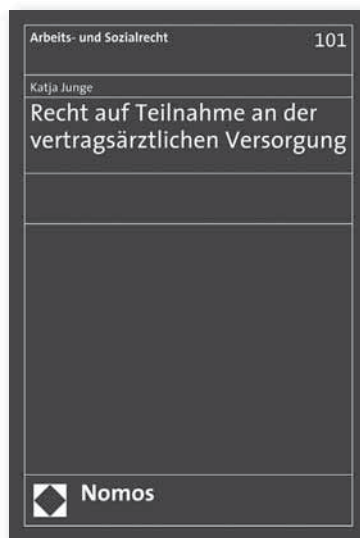 Arbeits- und Sozialrecht 101
Katja Junge
Recht auf Teilnahme an der
vertragsärztlichen Versorgung
Nomos